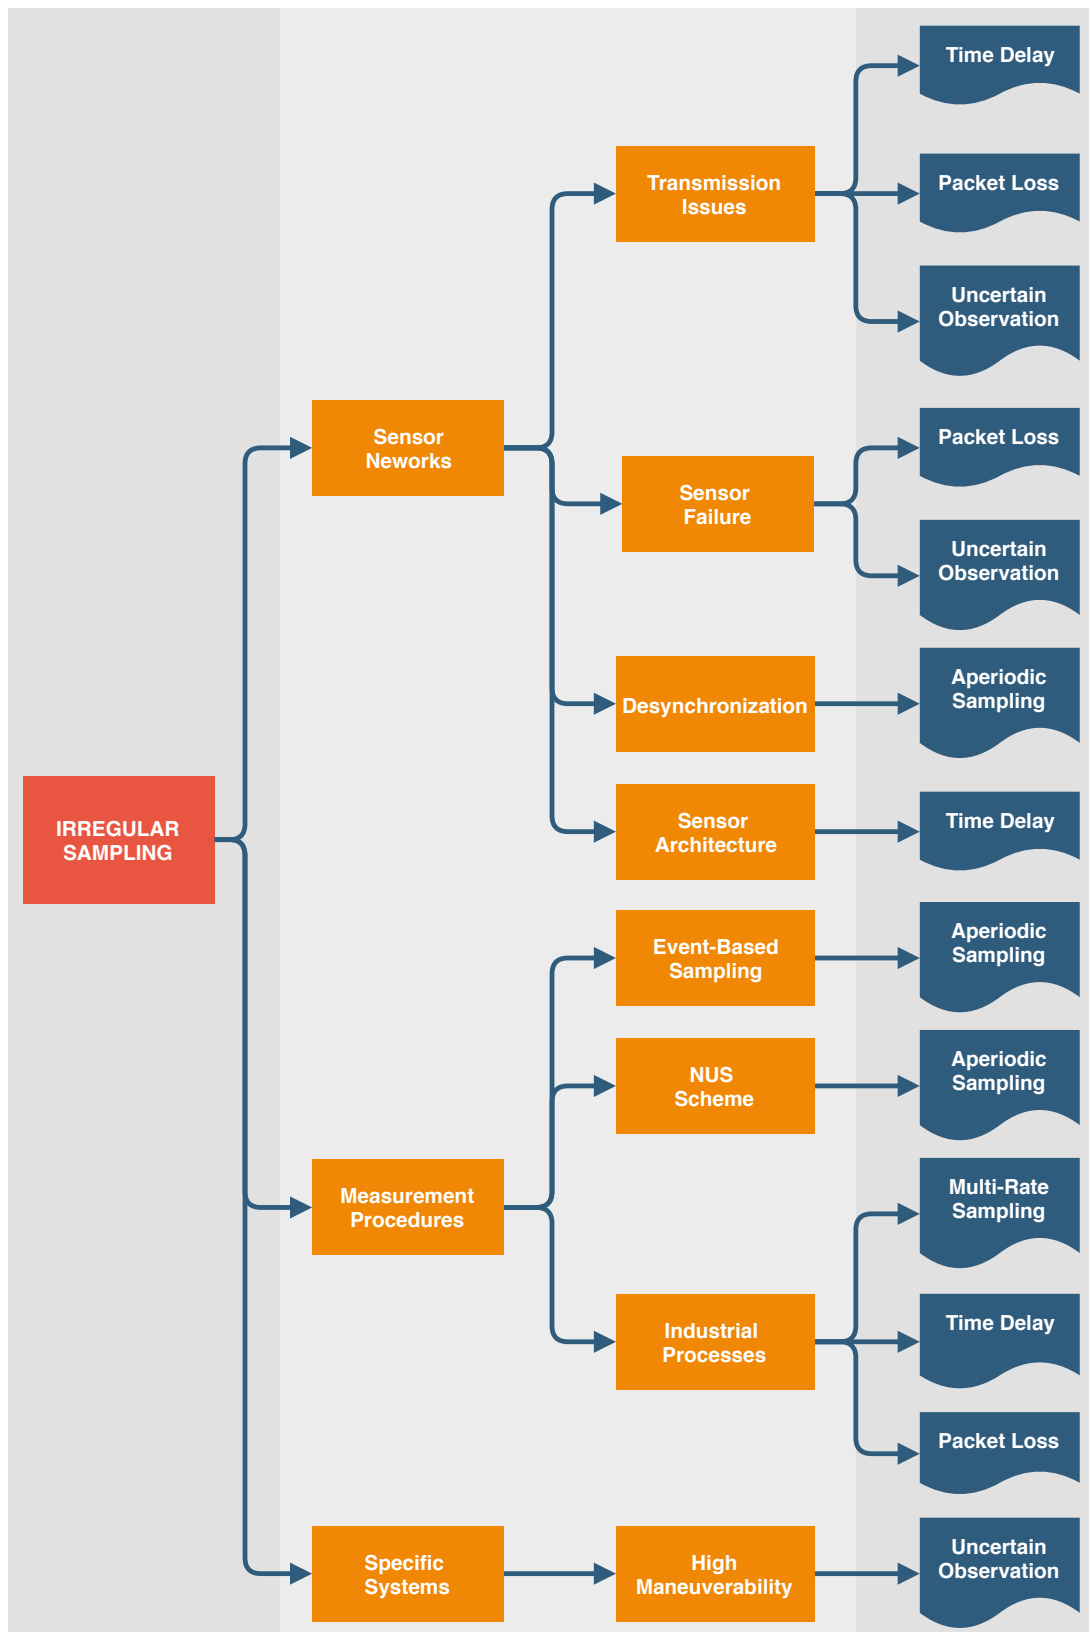 Time Delay
Transmission
Issues
Packet Loss
Uncertain
Observation
Sensor
Neworks
Packet Loss
Sensor
Failure
Uncertain
Observation
Desynchronization
Aperiodic
Sampling
IRREGULAR
SAMPLING
Sensor
Architecture
Time Delay
Event-Based
Sampling
Aperiodic
Sampling
NUS
Scheme
Aperiodic
Sampling
Measurement
Procedures
Multi-Rate
Sampling
Industrial
Processes
Time Delay
Packet Loss
Specific
Systems
High
Maneuverability
Uncertain
Observation